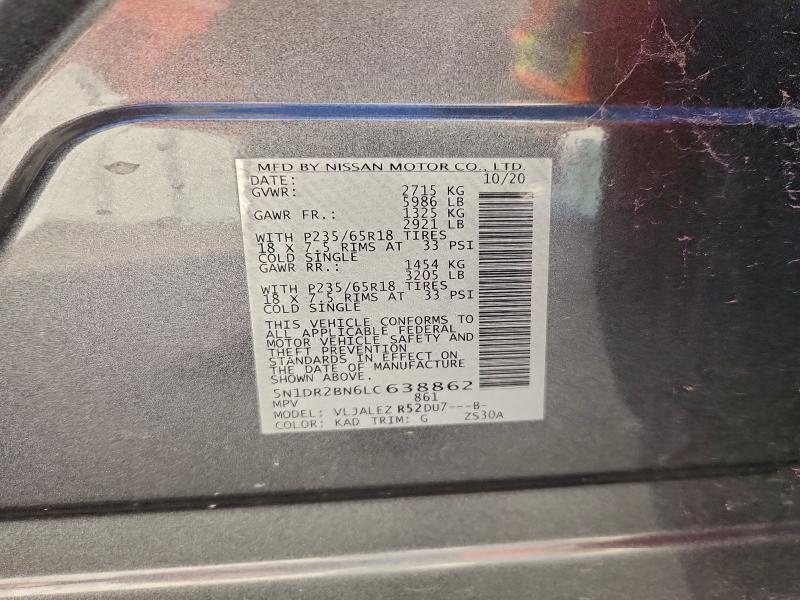 MFD BY NISSAN MOTOR CO., LTD.
DATE: 10/20
GVWR: 2715 KG
5986 LB
GAWR FR.: 1325 KG
2921 LB
WITH P235/65R18 TIRES
18 X 7.5 RIMS AT 33 PSI
COLD SINGLE
GAWR RR.: 1454 KG
3205 LB
WITH P235/65R18 TIRES
18 X 7.5 RIMS AT 33 PSI
COLD SINGLE
THIS VEHICLE CONFORMS TO
ALL APPLICABLE FEDERAL
MOTOR VEHICLE SAFETY AND
THEFT PREVENTION
STANDARDS IN EFFECT ON
THE DATE OF MANUFACTURE
SHOWN ABOVE.
5N1DR2BN6LC638862
MPV 861
MODEL: VLJALEZ R52DU7---B-
COLOR: KAD TRIM: G ZS30A